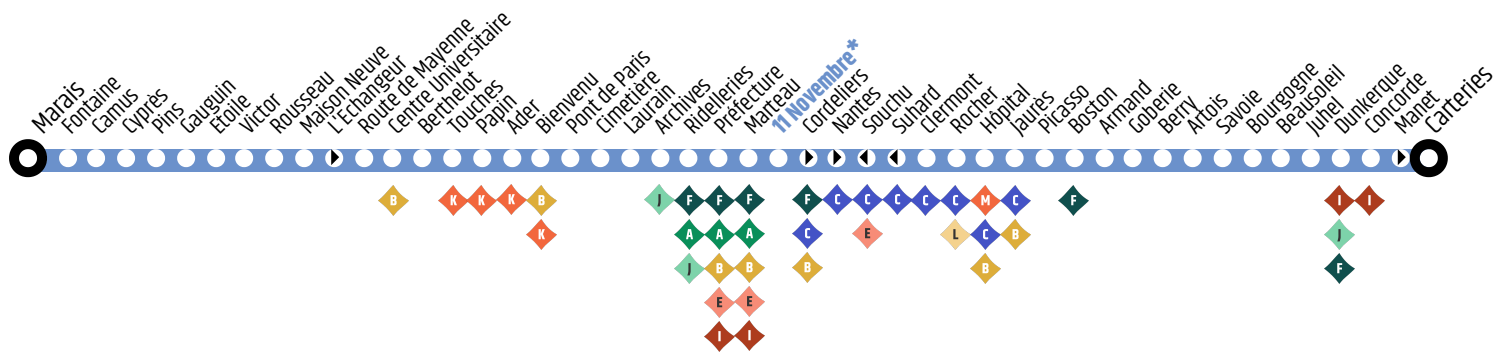 Marais
Fontaine
Camus
Cyprès
Pins
Gauguin
Etoile
Victor
Rousseau
Maison Neuve
L'Echangeur
Route de Mayenne
Centre Universitaire
Berthelot
Touches
Papin
Ader
Bienvenu
Pont de Paris
Cimetière
Laurain
Archives
Ridelleries
Préfecture
Marteau
11 Novembre*
Cordeliers
Nantes
Souchu
Suhard
Clermont
Rocher
Hôpital
Jaurès
Picasso
Boston
Armand
Goberie
Berry
Artois
Savoie
Bourgogne
Beausoleil
Juhel
Dunkerque
Concorde
Manet
Carteries
B K K K B J F F F F C C C C C M C F I I
K A A A C E L C B J
J B B B B F
E E
I I